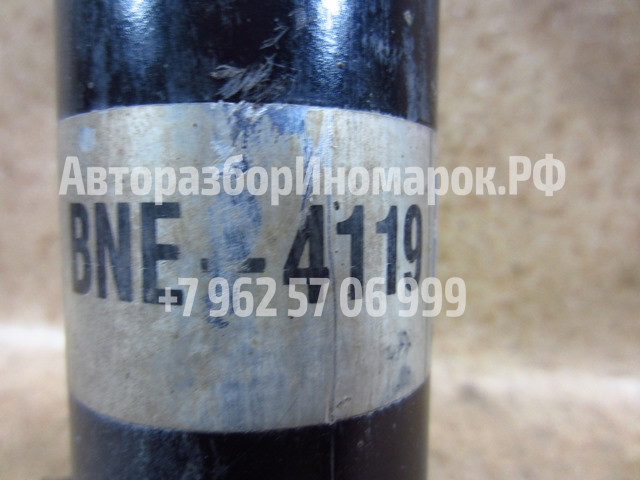 АвторазборИномарок.РФ
BNE--4119
+7 962 57 06 999